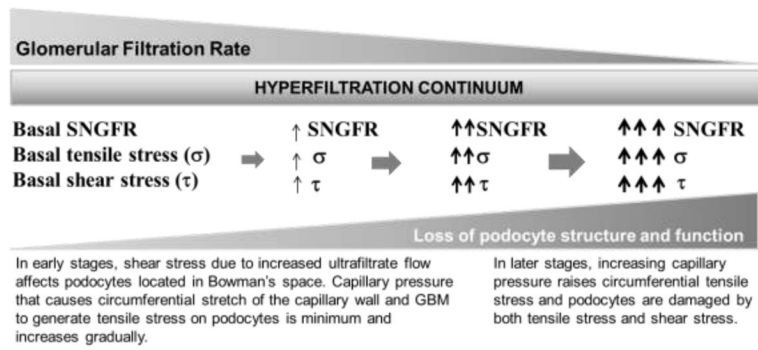 Glomerular Filtration Rate
HYPERFILTRATION CONTINUUM
Basal SNGFR ↑ SNGFR ↑↑SNGFR ↑↑↑ SNGFR
Basal tensile stress (σ) ↑ σ ↑↑σ ↑↑↑ σ
Basal shear stress (τ) ↑ τ ↑↑τ ↑↑↑ τ
Loss of podocyte structure and function
In early stages, shear stress due to increased ultrafiltrate flow
affects podocytes located in Bowman's space. Capillary pressure
that causes circumferential stretch of the capillary wall and GBM
to generate tensile stress on podocytes is minimum and
increases gradually.
In later stages, increasing capillary
pressure raises circumferential tensile
stress and podocytes are damaged by
both tensile stress and shear stress.